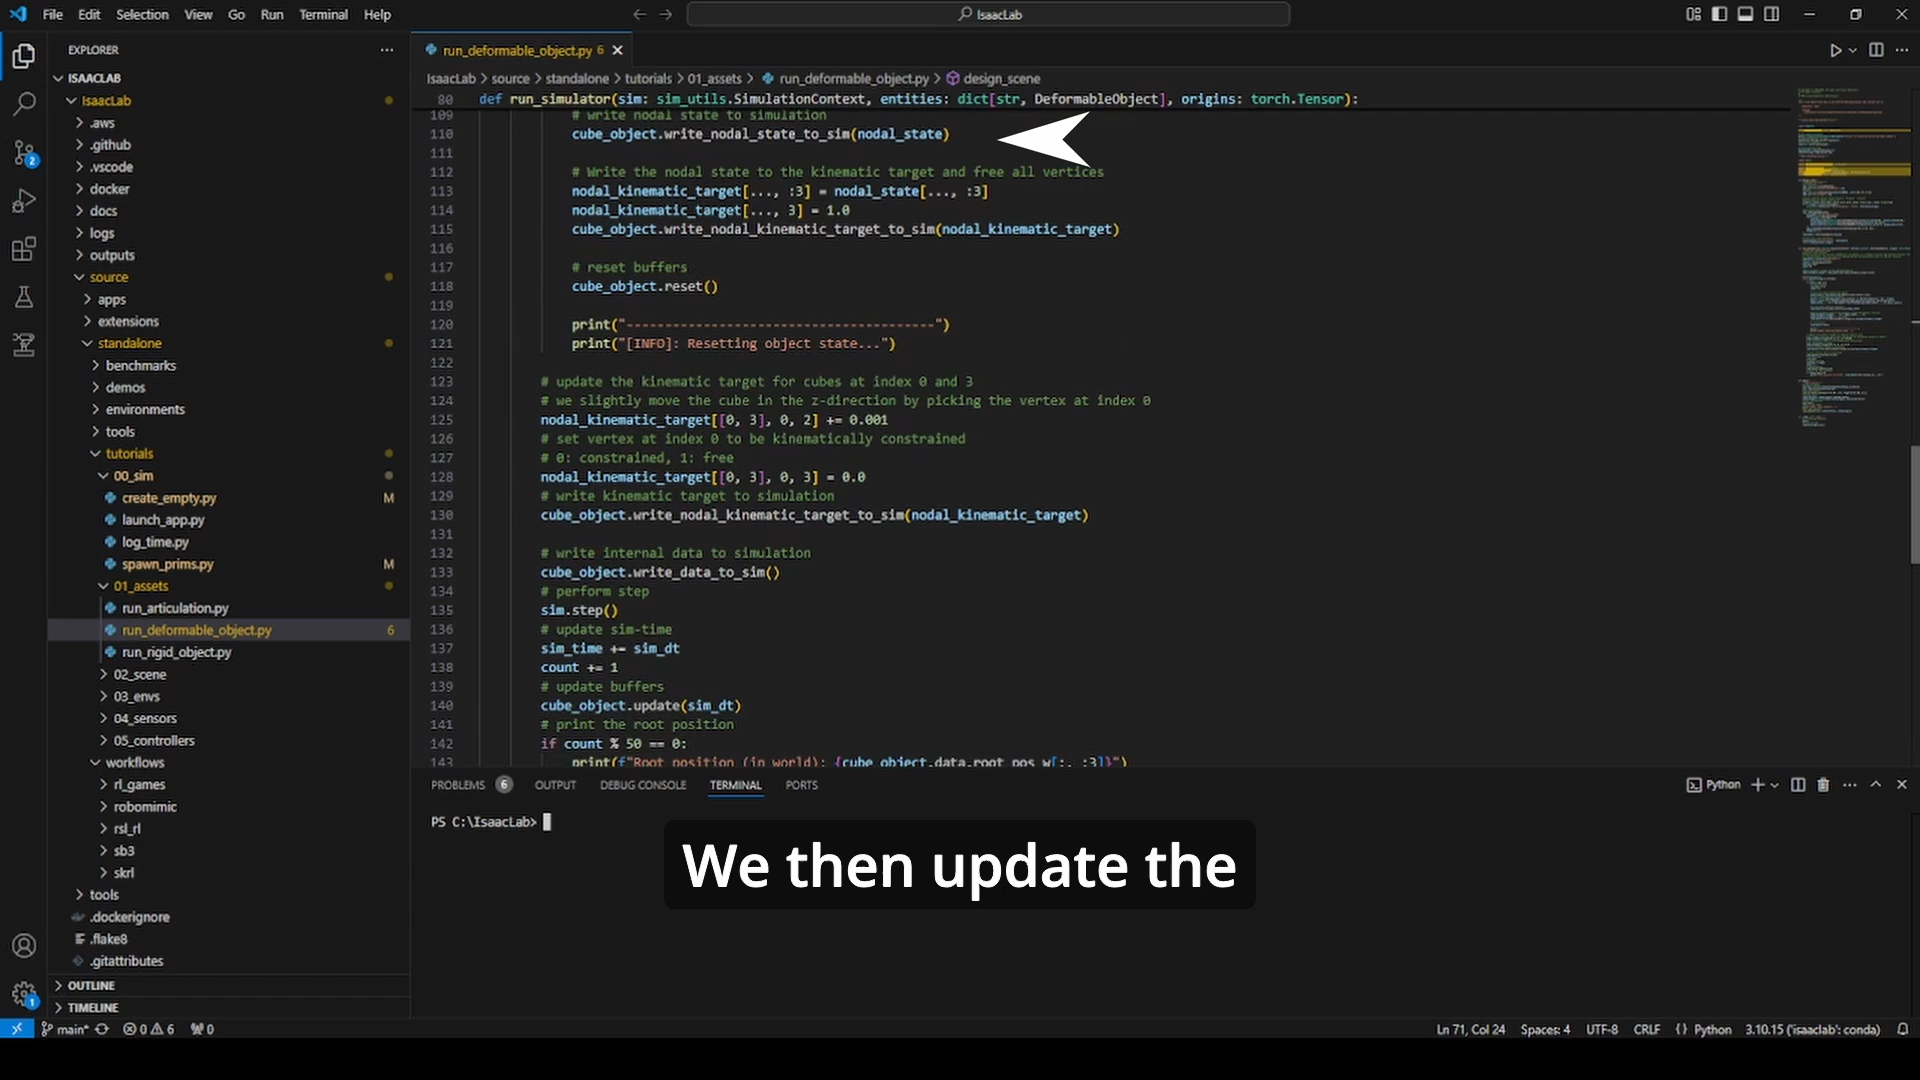 File Edit Selection View Go Run Terminal Help
IsaacLab
EXPLORER
ISAACLAB
IsaacLab
.aws
.github
.vscode
docker
docs
logs
outputs
source
apps
extensions
standalone
benchmarks
demos
environments
tools
tutorials
00_sim
create_empty.py M
launch_app.py
log_time.py
spawn_prims.py M
01_assets
run_articulation.py
run_deformable_object.py 6
run_rigid_object.py
02_scene
03_envs
04_sensors
05_controllers
workflows
rl_games
robomimic
rsl_rl
sb3
skrl
tools
.dockerignore
.flake8
.gitattributes
OUTLINE
TIMELINE
2
1
run_deformable_object.py 6
IsaacLab > source > standalone > tutorials > 01_assets > run_deformable_object.py > design_scene
80 def run_simulator(sim: sim_utils.SimulationContext, entities: dict[str, DeformableObject], origins: torch.Tensor):
109 # write nodal state to simulation
110 cube_object.write_nodal_state_to_sim(nodal_state)
111
112 # Write the nodal state to the kinematic target and free all vertices
113 nodal_kinematic_target[..., :3] = nodal_state[..., :3]
114 nodal_kinematic_target[..., 3] = 1.0
115 cube_object.write_nodal_kinematic_target_to_sim(nodal_kinematic_target)
116
117 # reset buffers
118 cube_object.reset()
119
120 print("----------------------------------------")
121 print("[INFO]: Resetting object state...")
122
123 # update the kinematic target for cubes at index 0 and 3
124 # we slightly move the cube in the z-direction by picking the vertex at index 0
125 nodal_kinematic_target[[0, 3], 0, 2] += 0.001
126 # set vertex at index 0 to be kinematically constrained
127 # 0: constrained, 1: free
128 nodal_kinematic_target[[0, 3], 0, 3] = 0.0
129 # write kinematic target to simulation
130 cube_object.write_nodal_kinematic_target_to_sim(nodal_kinematic_target)
131
132 # write internal data to simulation
133 cube_object.write_data_to_sim()
134 # perform step
135 sim.step()
136 # update sim-time
137 sim_time += sim_dt
138 count += 1
139 # update buffers
140 cube_object.update(sim_dt)
141 # print the root position
142 if count % 50 == 0:
143 print(f"Root position (in world): {cube_object.data.root_pos_w[:, :3]}")
PROBLEMS 6 OUTPUT DEBUG CONSOLE TERMINAL PORTS
Python
PS C:\IsaacLab>
We then update the
main* 0 6 0
Ln 71, Col 24 Spaces: 4 UTF-8 CRLF {} Python 3.10.15 ('isaaclab': conda)